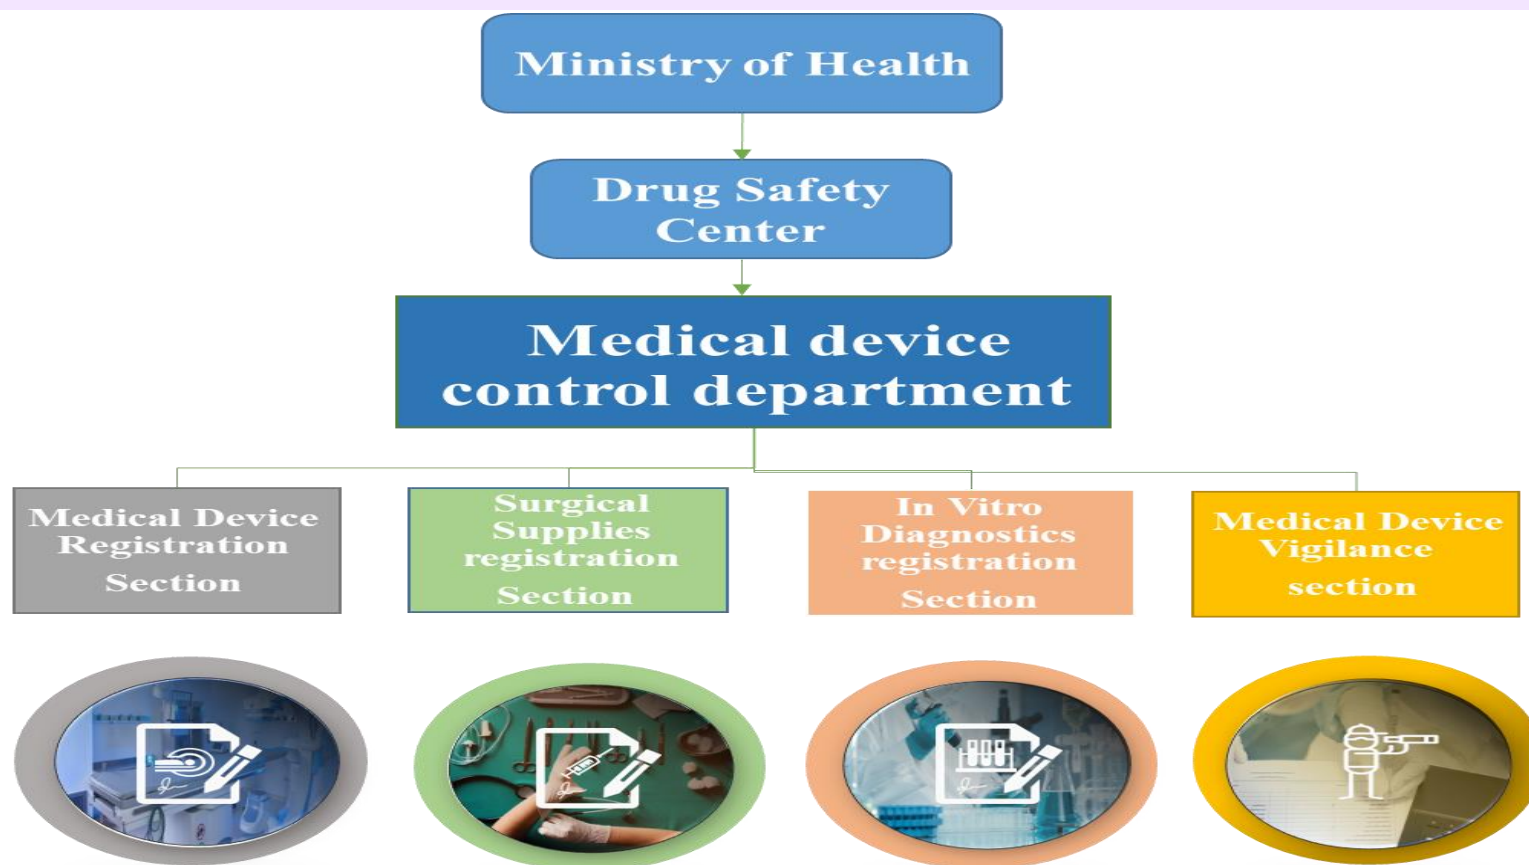 Ministry of Health
Drug Safety
Center
Medical device
control department
Medical Device
Registration
Section
Surgical
Supplies
registration
Section
In Vitro
Diagnostics
registration
Section
Medical Device
Vigilance
section